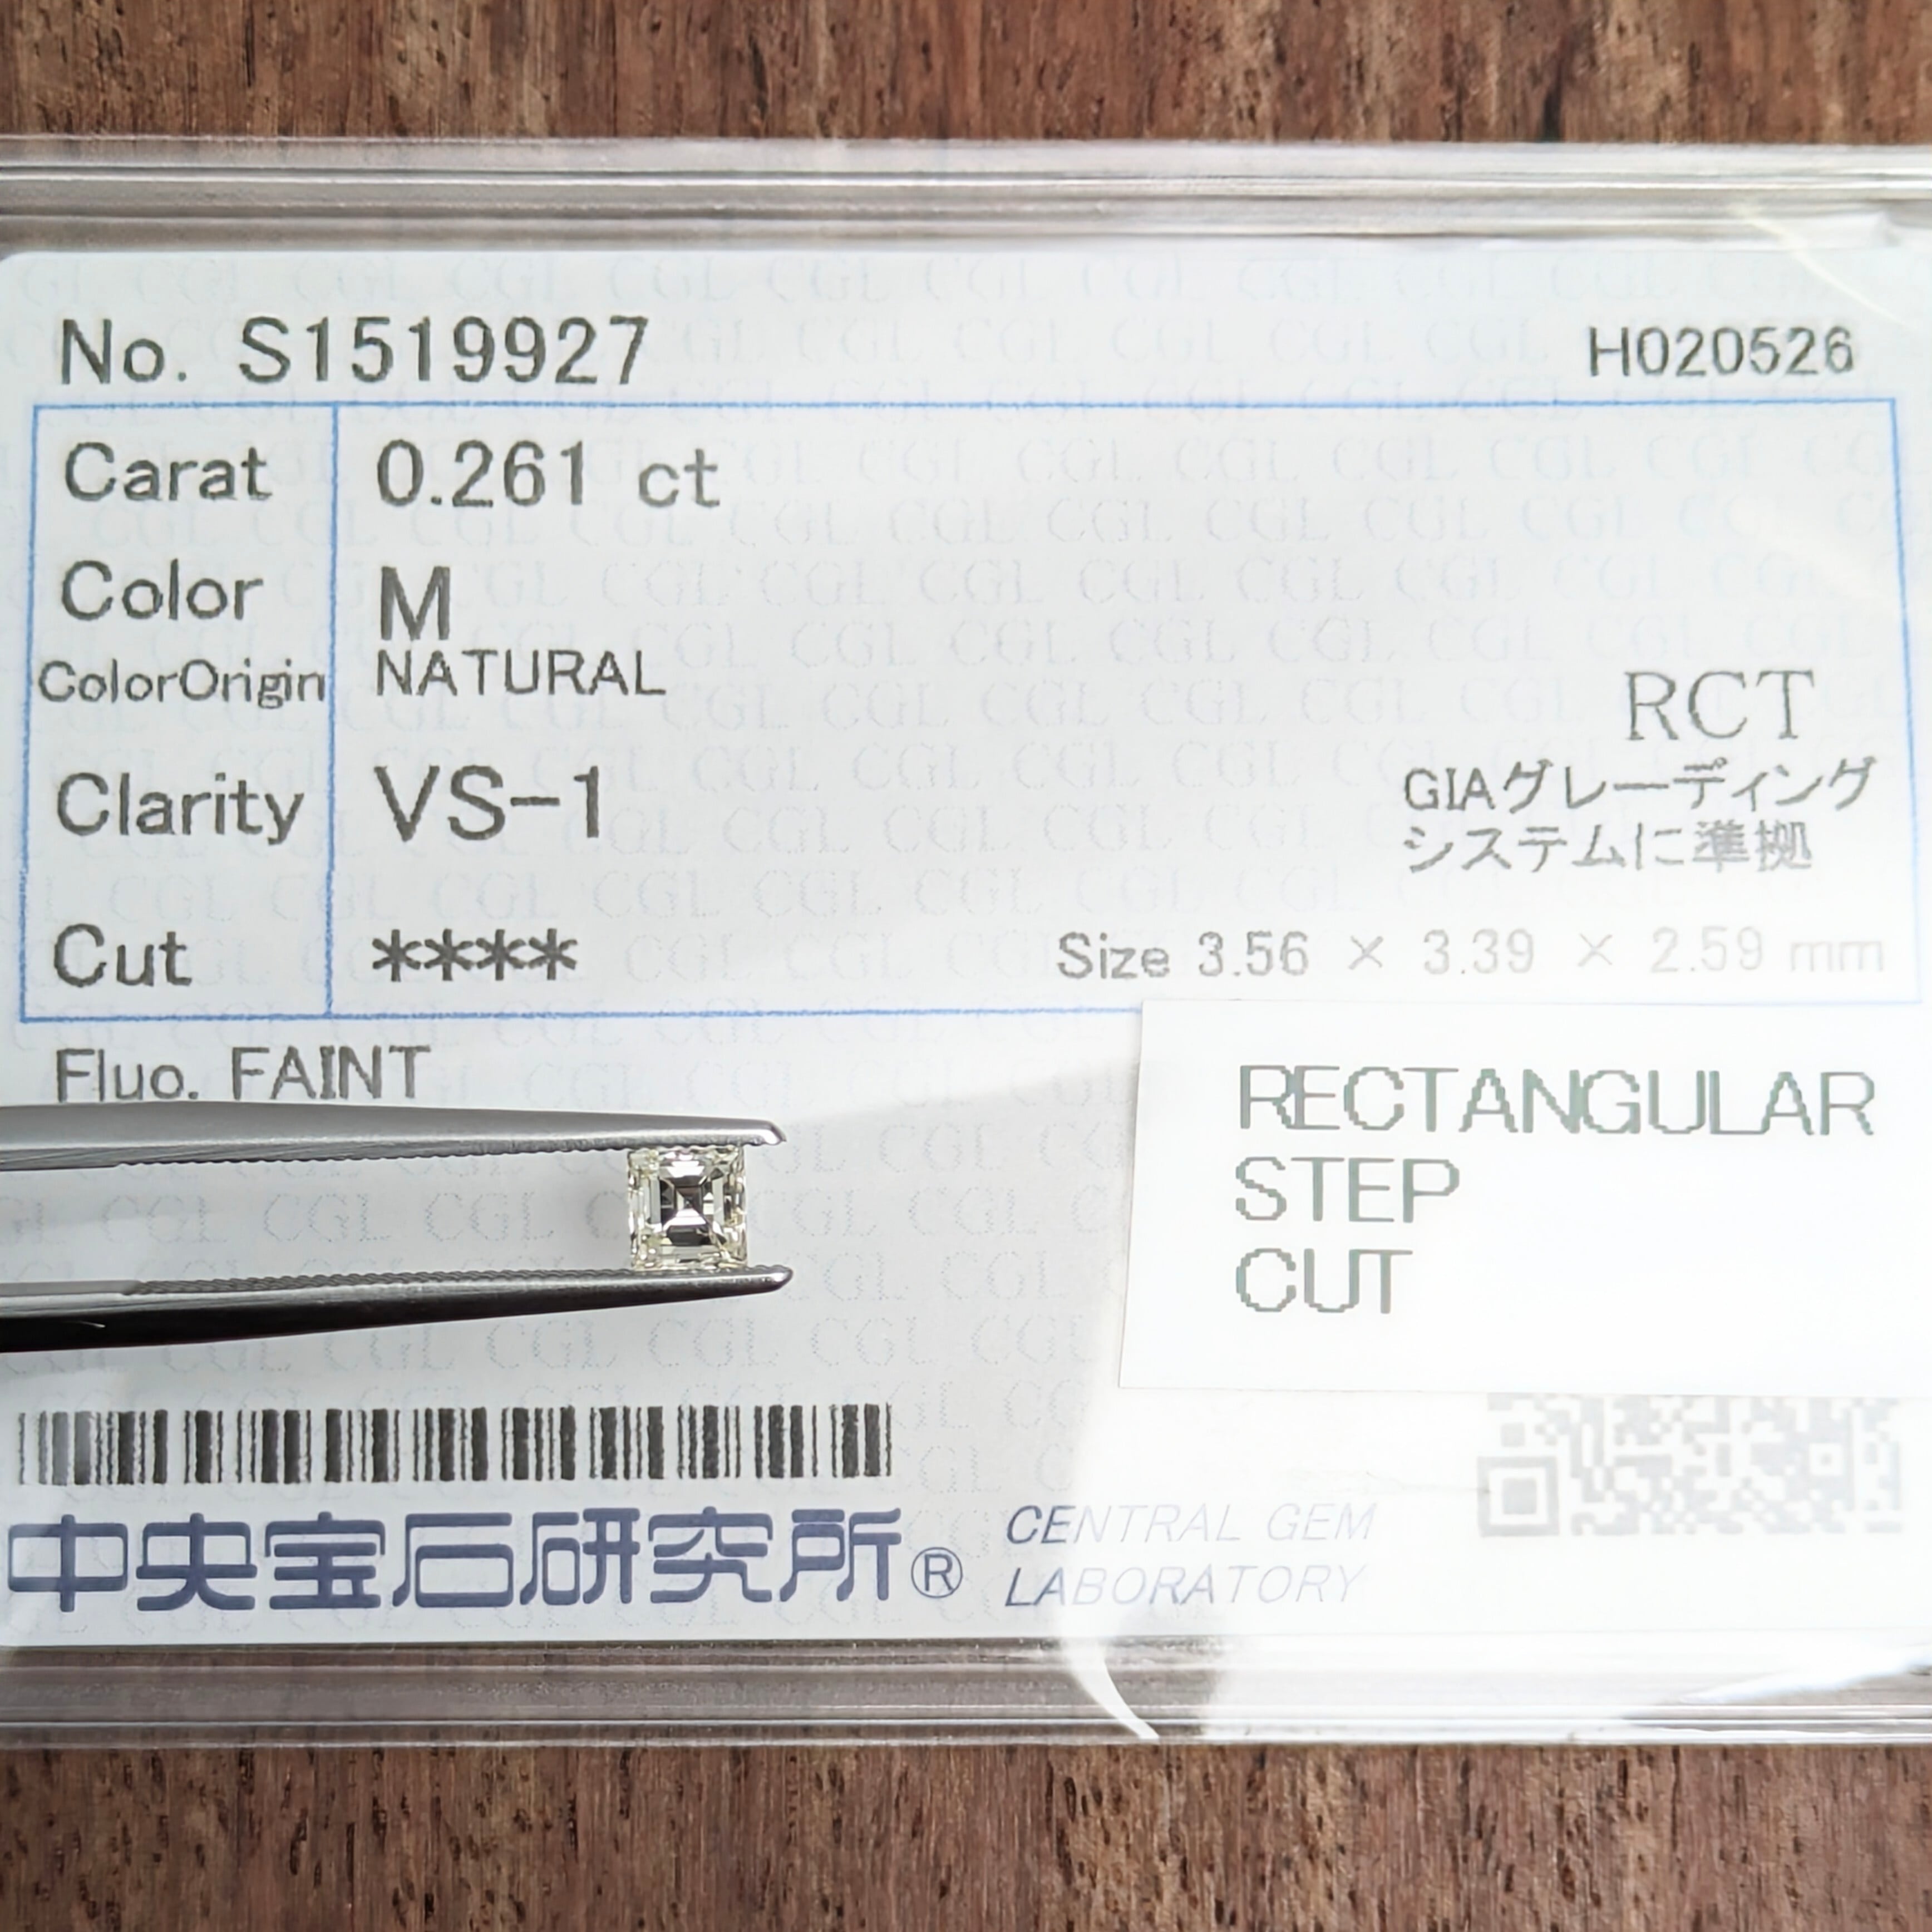 No. S1519927
H020526
Carat 0.261 ct
Color M
ColorOrigin NATURAL
RCT
Clarity VS-1
GIAグレーディング
システムに準拠
Cut ****
Size 3.56 × 3.39 × 2.59 mm
Fluo. FAINT
RECTANGULAR
STEP
CUT
中央宝石研究所®
CENTRAL GEM
LABORATORY